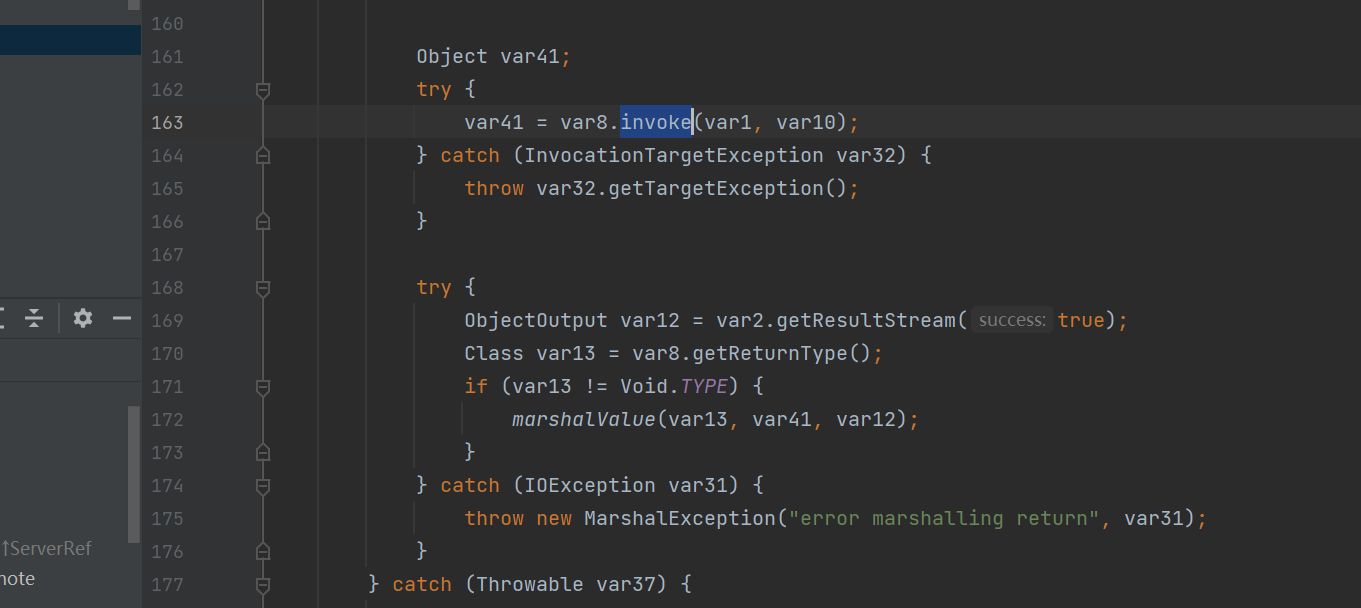 160
161 Object var41;
162 try {
163 var41 = var8.invoke(var1, var10);
164 } catch (InvocationTargetException var32) {
165 throw var32.getTargetException();
166 }
167
168 try {
169 ObjectOutput var12 = var2.getResultStream( success: true);
170 Class var13 = var8.getReturnType();
171 if (var13 != Void.TYPE) {
172 marshalValue(var13, var41, var12);
173 }
174 } catch (IOException var31) {
175 throw new MarshalException("error marshalling return", var31);
176 }
177 } catch (Throwable var37) {
↑ServerRef
note